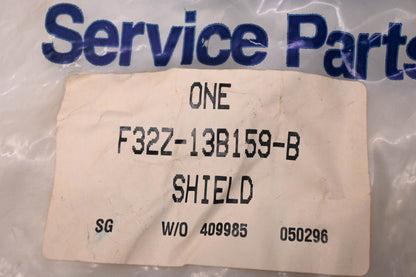 Service Parts
ONE
F32Z-13B159-B
SHIELD
SG W/O 409985 050296